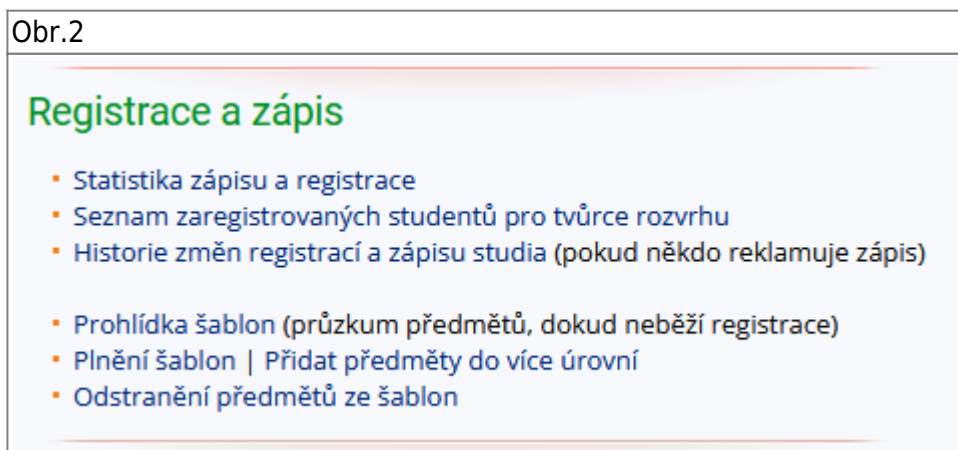 Obr.2
Registrace a zápis
Statistika zápisu a registrace
Seznam zaregistrovaných studentů pro tvůrce rozvrhu
Historie změn registrací a zápisu studia (pokud někdo reklamuje zápis)
Prohlídka šablon (průzkum předmětů, dokud neběží registrace)
Plnění šablon | Přidat předměty do více úrovní
Odstranění předmětů ze šablon